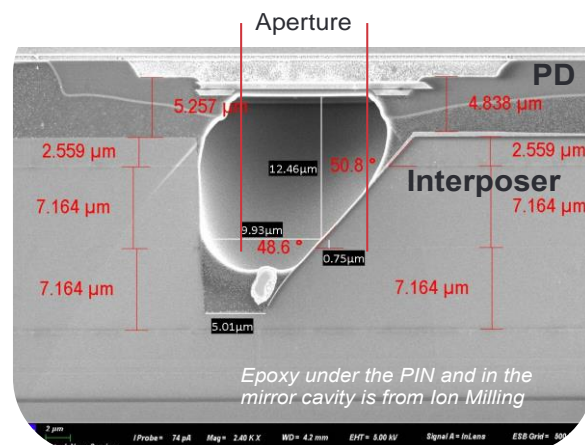 Aperture
PD
5.257 µm
4.838 µm
2.559 µm
50.8 °
2.559 µm
12.46µm
Interposer
7.164 µm
7.164 µm
9.93µm
48.6 °
0.75µm
7.164 µm
7.164 µm
5.01µm
Epoxy under the PIN and in the
mirror cavity is from Ion Milling
2 µm
I Probe = 74 pA Mag = 2.40 K X WD = 4.2 mm EHT = 5.00 kV Signal A = InLens ESB Grid =